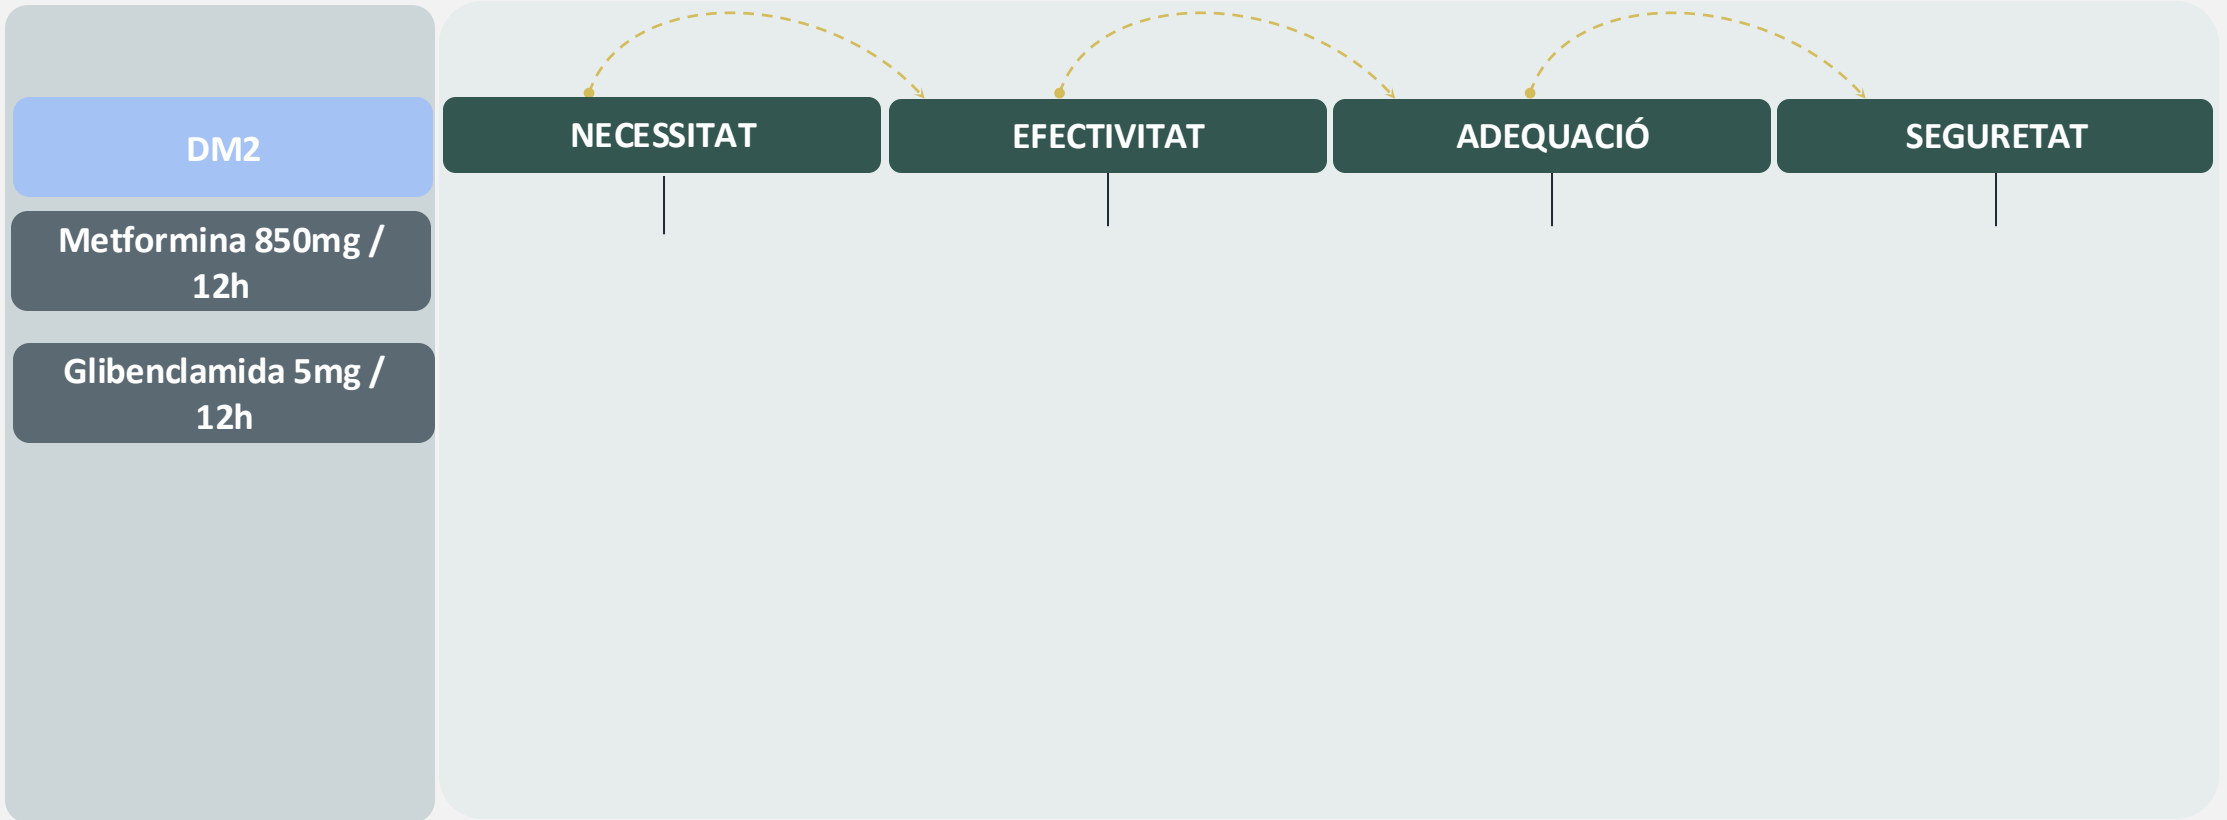 DM2
Metformina 850mg /
12h
Glibenclamida 5mg /
12h
NECESSITAT
EFECTIVITAT
ADEQUACIÓ
SEGURETAT